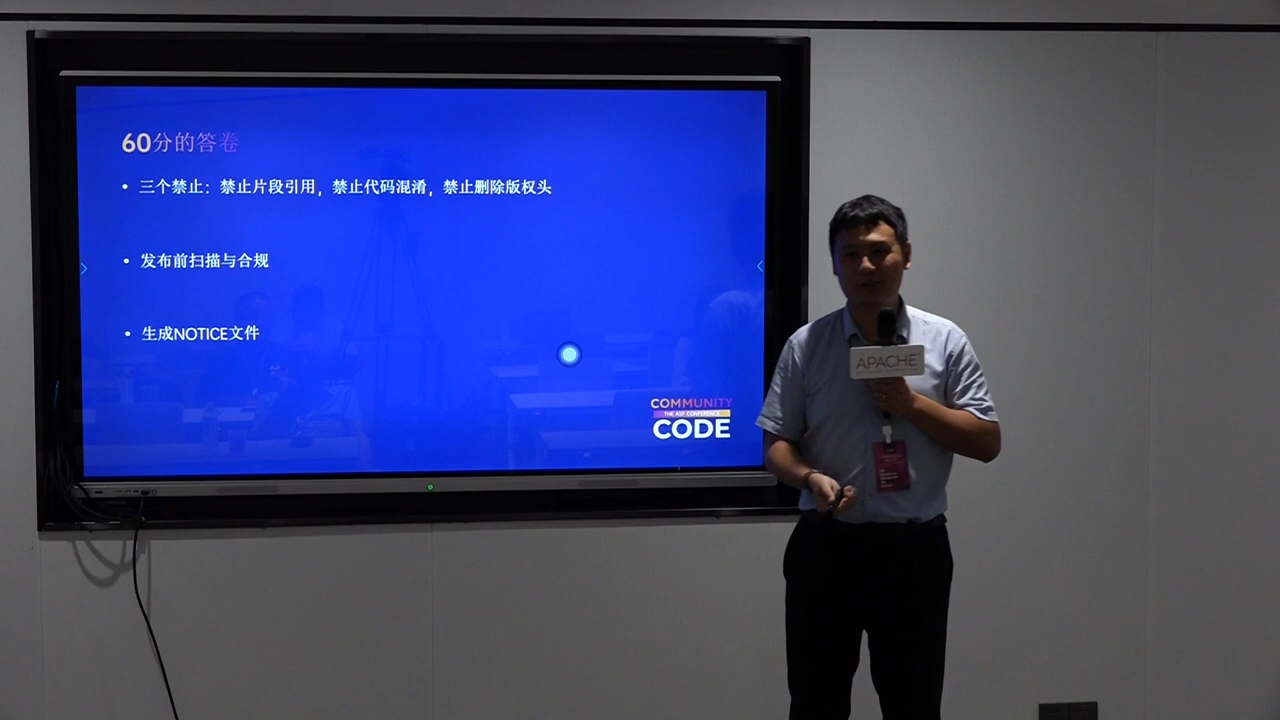 60分的答卷
• 三个禁止：禁止片段引用，禁止代码混淆，禁止删除版权头
• 发布前扫描与合规
• 生成NOTICE文件
COMMUNITY
THE ASF CONFERENCE
CODE
APACHE